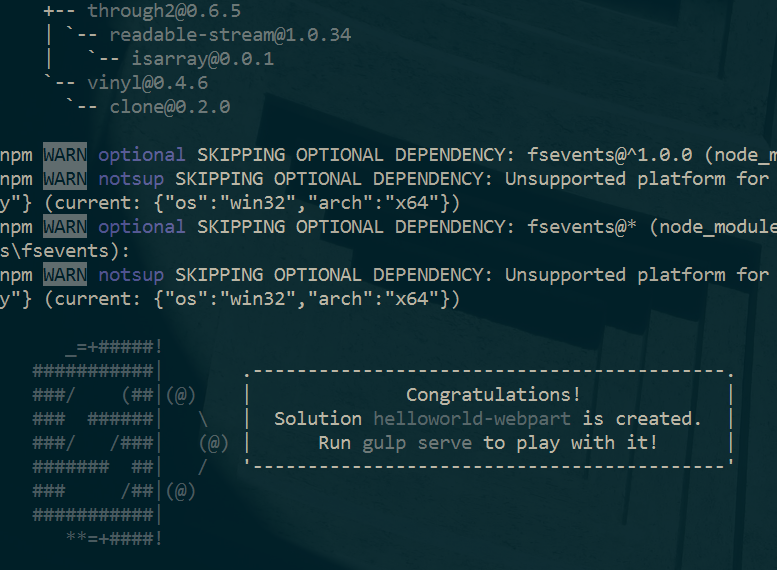 +-- through2@0.6.5
| `-- readable-stream@1.0.34
|   `-- isarray@0.0.1
`-- vinyl@0.4.6
  `-- clone@0.2.0
npm WARN optional SKIPPING OPTIONAL DEPENDENCY: fsevents@^1.0.0 (node_m
npm WARN notsup SKIPPING OPTIONAL DEPENDENCY: Unsupported platform for
y"} (current: {"os":"win32","arch":"x64"})
npm WARN optional SKIPPING OPTIONAL DEPENDENCY: fsevents@* (node_module
s\fsevents):
npm WARN notsup SKIPPING OPTIONAL DEPENDENCY: Unsupported platform for
y"} (current: {"os":"win32","arch":"x64"})
      _=+#####!
   ###########|       .-------------------------------------------.
   ###/    (##|(@)    |              Congratulations!             |
   ###  ######|   \   |  Solution helloworld-webpart is created.  |
   ###/   /###|   (@) |      Run gulp serve to play with it!      |
   #######  ##|   /   '-------------------------------------------'
   ###     /##|(@)
   ###########|
      **=+####!